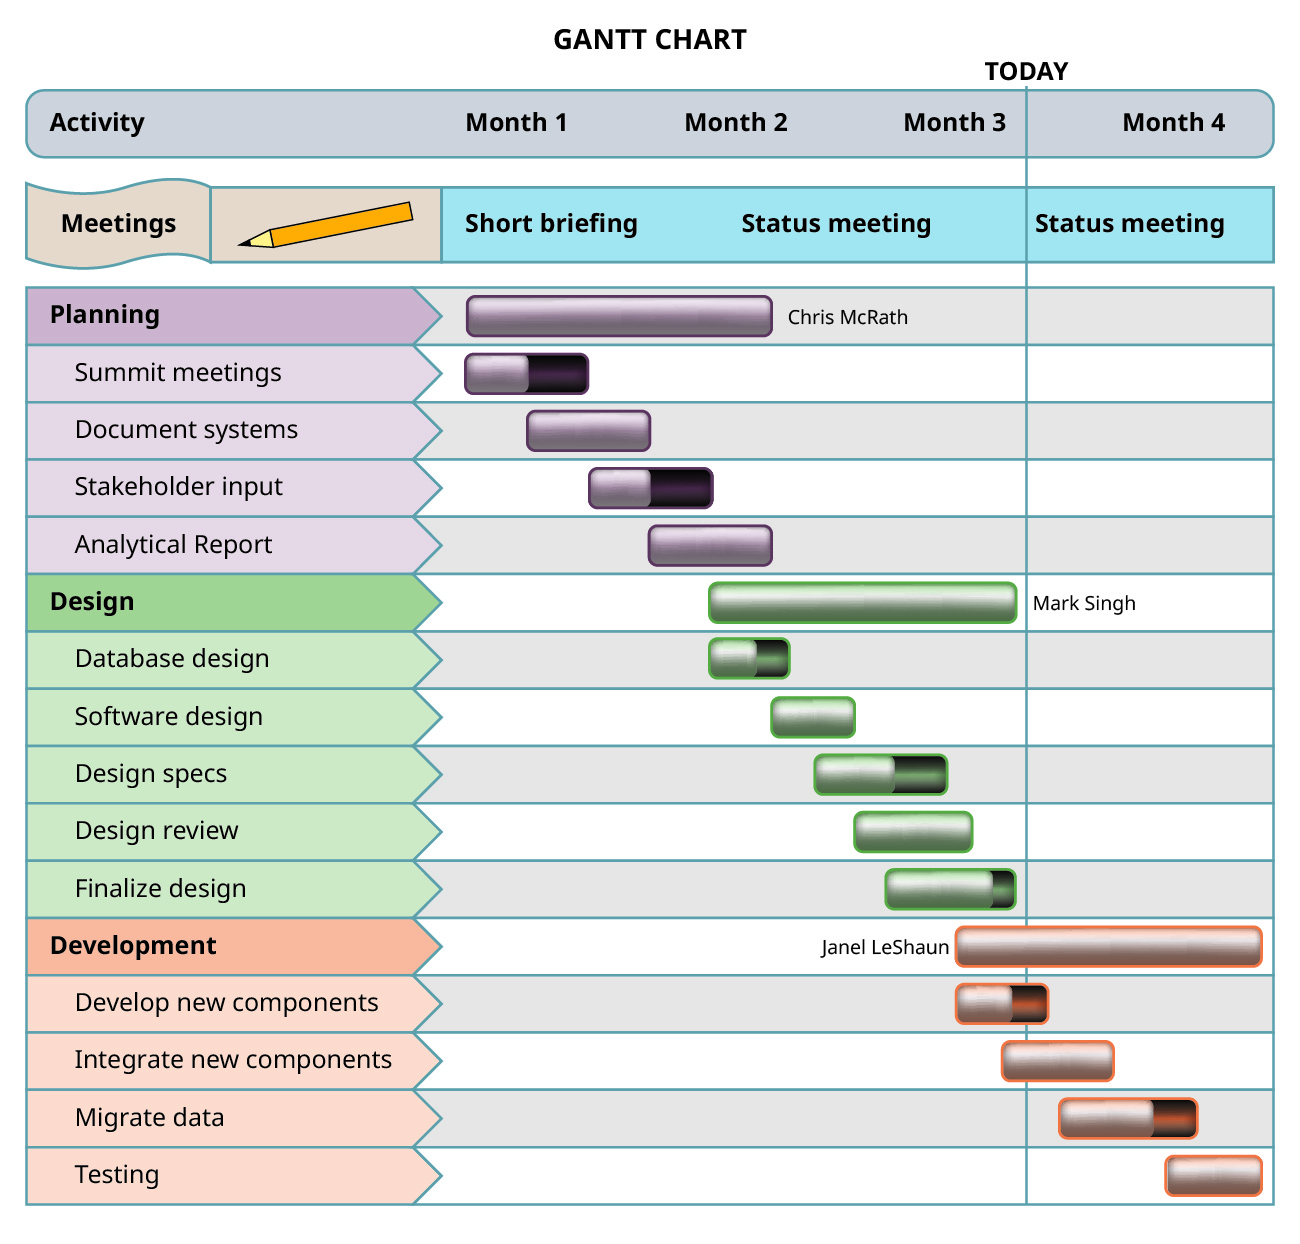 GANTT CHART
TODAY
Activity Month 1 Month 2 Month 3 Month 4
Meetings Short briefing Status meeting Status meeting
Planning Chris McRath
Summit meetings
Document systems
Stakeholder input
Analytical Report
Design Mark Singh
Database design
Software design
Design specs
Design review
Finalize design
Development Janel LeShaun
Develop new components
Integrate new components
Migrate data
Testing